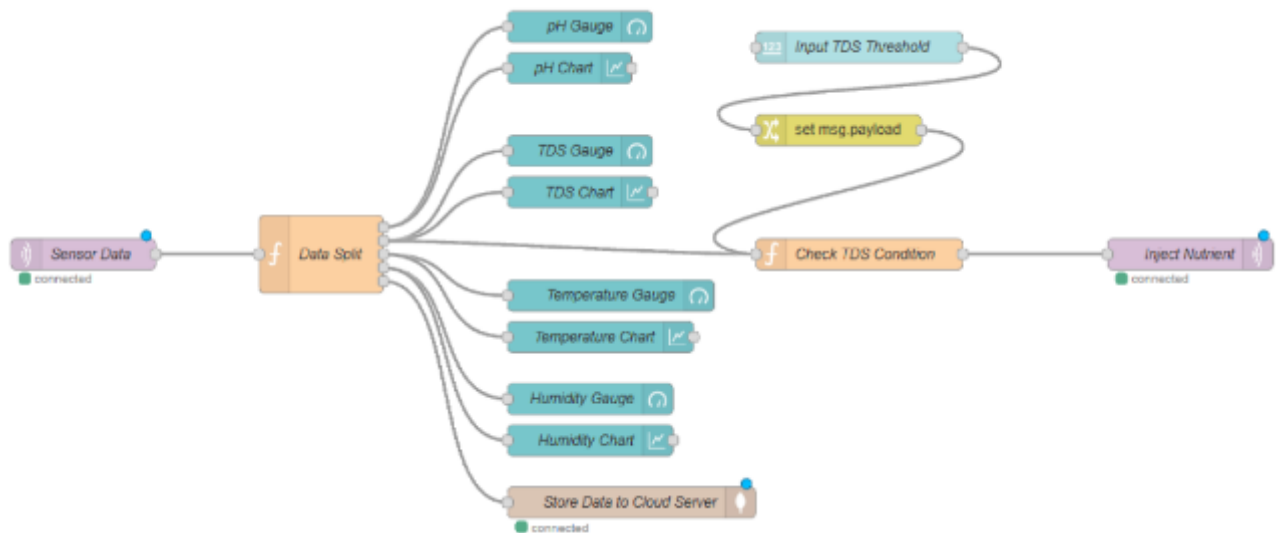 pH Gauge
pH Chart
Input TDS Threshold
123
set msg.payload
TDS Gauge
TDS Chart
Sensor Data
connected
f
Data Split
f
Check TDS Condition
Inject Nutrient
connected
Temperature Gauge
Temperature Chart
Humidity Gauge
Humidity Chart
Store Data to Cloud Server
connected